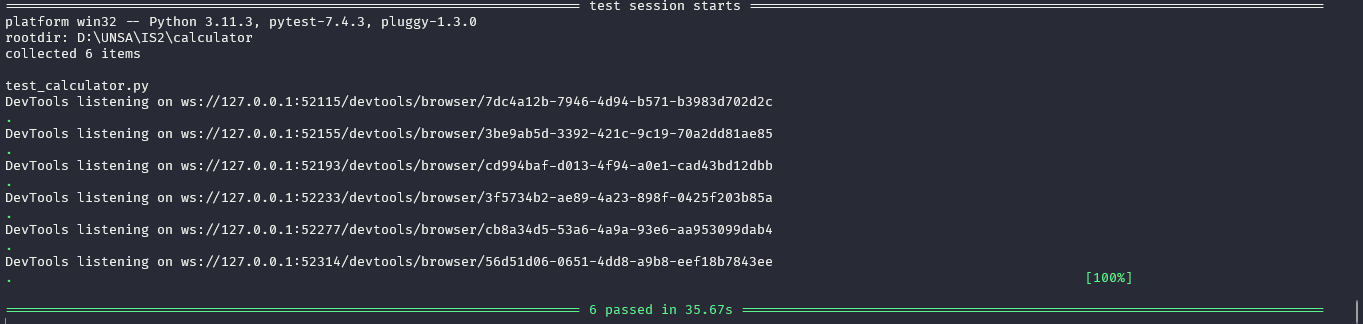 test session starts
platform win32 -- Python 3.11.3, pytest-7.4.3, pluggy-1.3.0
rootdir: D:\UNSA\IS2\calculator
collected 6 items
test_calculator.py
DevTools listening on ws://127.0.0.1:52115/devtools/browser/7dc4a12b-7946-4d94-b571-b3983d702d2c
.
DevTools listening on ws://127.0.0.1:52155/devtools/browser/3be9ab5d-3392-421c-9c19-70a2dd81ae85
.
DevTools listening on ws://127.0.0.1:52193/devtools/browser/cd994baf-d013-4f94-a0e1-cad43bd12dbb
.
DevTools listening on ws://127.0.0.1:52233/devtools/browser/3f5734b2-ae89-4a23-898f-0425f203b85a
.
DevTools listening on ws://127.0.0.1:52277/devtools/browser/cb8a34d5-53a6-4a9a-93e6-aa953099dab4
.
DevTools listening on ws://127.0.0.1:52314/devtools/browser/56d51d06-0651-4dd8-a9b8-eef18b7843ee
. [100%]
6 passed in 35.67s